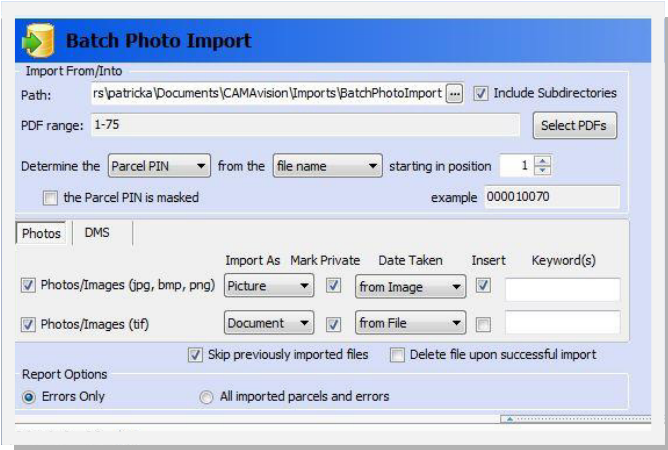 Batch Photo Import
Import From/Into
Path: rs\patricka\Documents\CAMAvision\Imports\BatchPhotoImport ... Include Subdirectories
PDF range: 1-75 Select PDFs
Determine the Parcel PIN from the file name starting in position 1
the Parcel PIN is masked example 000010070
Photos DMS
Import As Mark Private Date Taken Insert Keyword(s)
Photos/Images (jpg, bmp, png) Picture from Image
Photos/Images (tif) Document from File
Skip previously imported files Delete file upon successful import
Report Options
Errors Only All imported parcels and errors